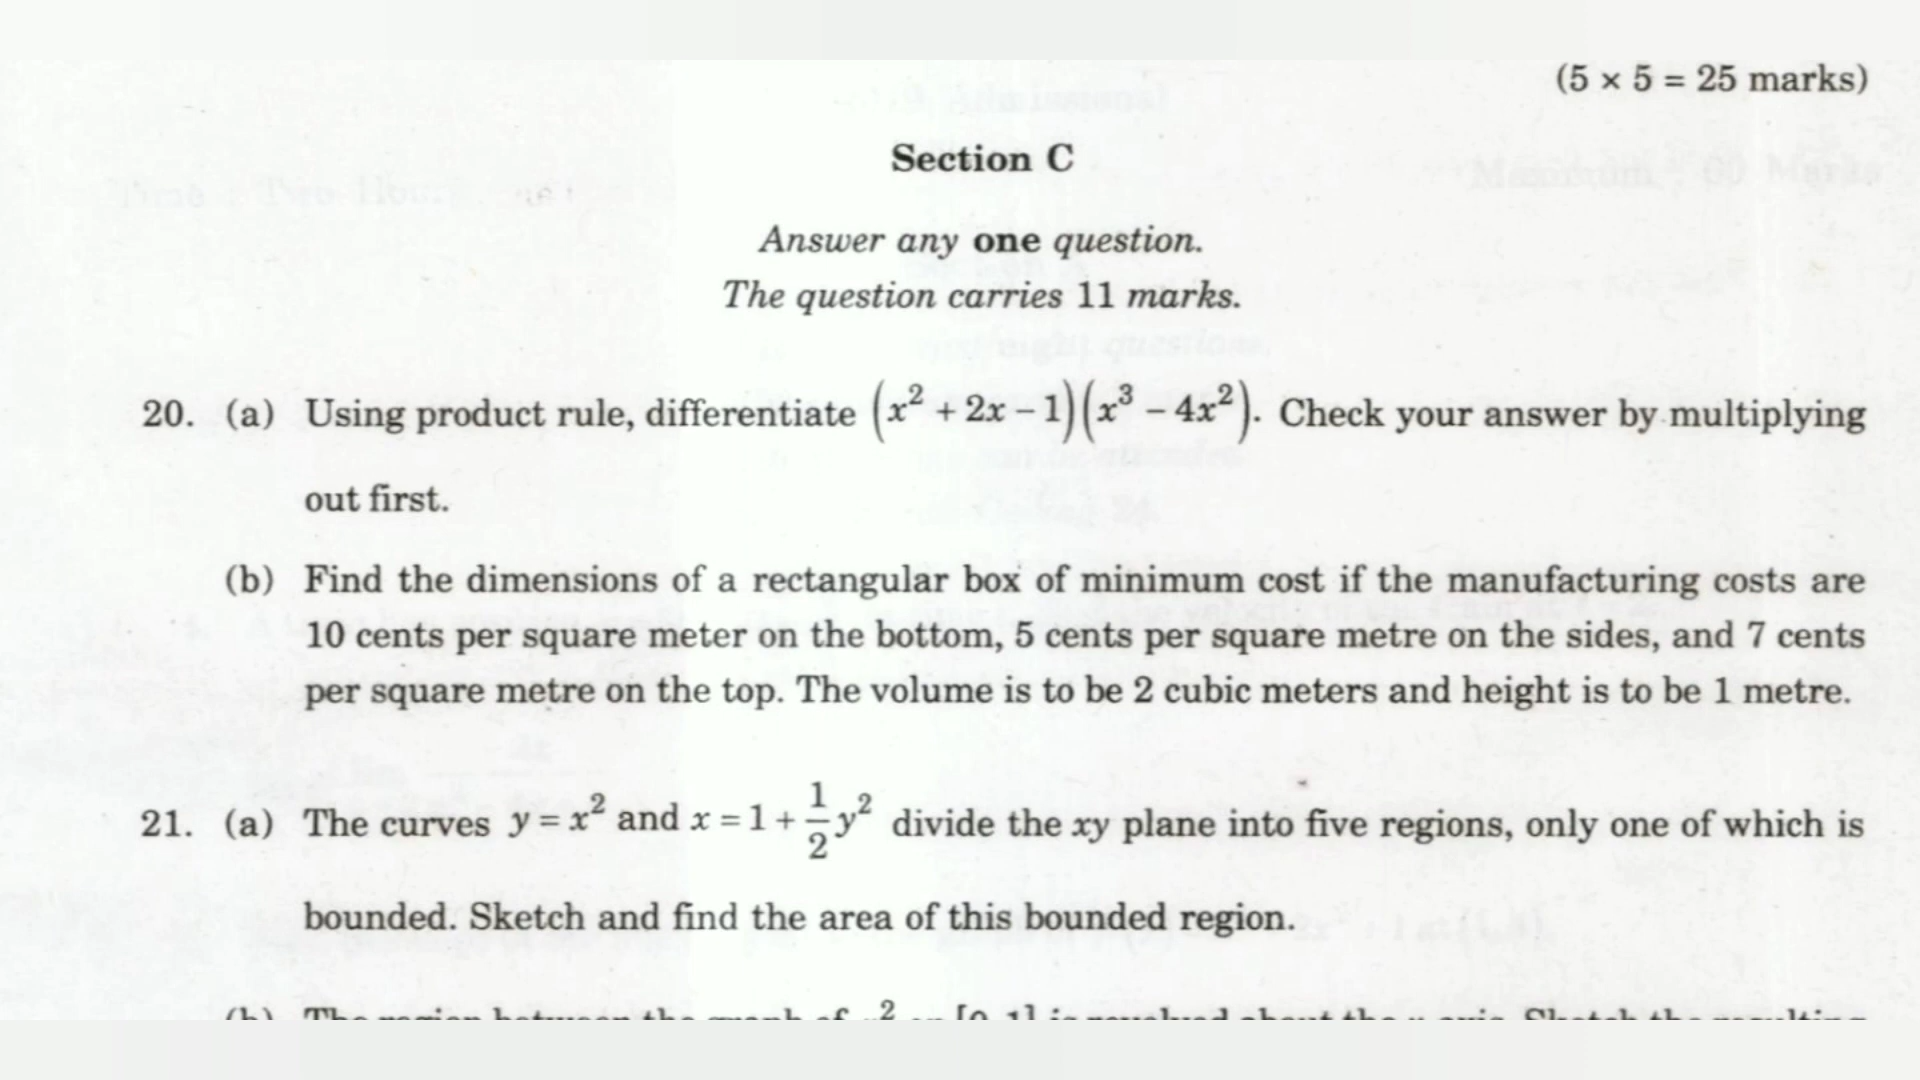 (5 × 5 = 25 marks)
Section C
Answer any one question.
The question carries 11 marks.
20. (a) Using product rule, differentiate (x² + 2x – 1)(x³ – 4x²). Check your answer by multiplying
out first.
(b) Find the dimensions of a rectangular box of minimum cost if the manufacturing costs are
10 cents per square meter on the bottom, 5 cents per square metre on the sides, and 7 cents
per square metre on the top. The volume is to be 2 cubic meters and height is to be 1 metre.
21. (a) The curves y = x² and x = 1 + 1/2 y² divide the xy plane into five regions, only one of which is
bounded. Sketch and find the area of this bounded region.